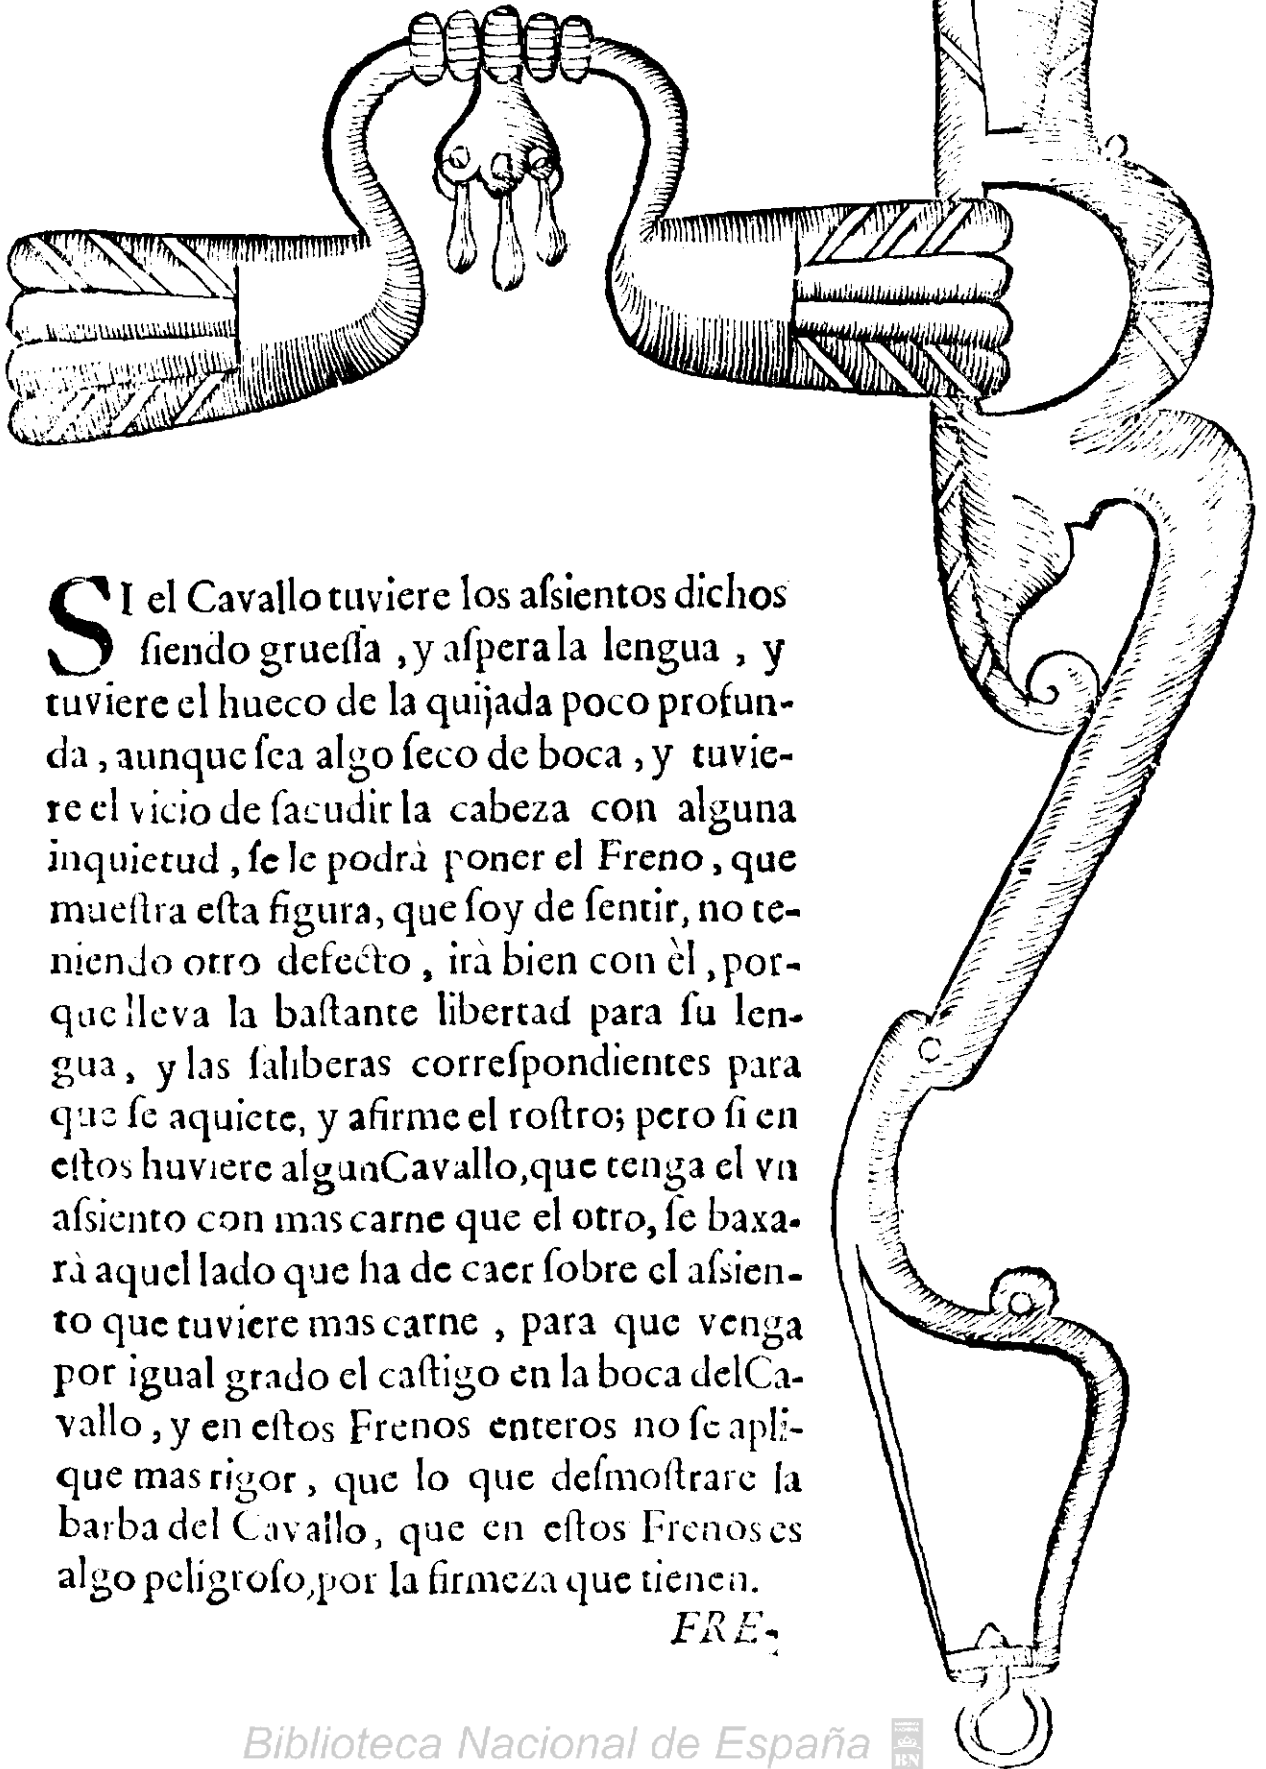 SI el Cavallo tuviere los aſsientos dichos
ſiendo grueſſa , y aſpera la lengua , y
tuviere el hueco de la quijada poco profun-
da , aunque ſea algo ſeco de boca , y tuvie-
re el vicio de ſacudir la cabeza con alguna
inquietud , ſe le podrà poner el Freno , que
mueſtra eſta figura, que ſoy de ſentir, no te-
niendo otro defecto , irà bien con èl , por-
que lleva la baſtante libertad para ſu len-
gua , y las ſaliberas correſpondientes para
que ſe aquiete, y afirme el roſtro; pero ſi en
eſtos huviere algun Cavallo, que tenga el vn
aſsiento con mas carne que el otro, ſe baxa-
rà aquel lado que ha de caer ſobre el aſsien-
to que tuviere mas carne , para que venga
por igual grado el caſtigo en la boca del Ca-
vallo , y en eſtos Frenos enteros no ſe apli-
que mas rigor , que lo que deſmoſtrare la
barba del Cavallo, que en eſtos Frenos es
algo peligroſo, por la firmeza que tienen.
FRE-
Biblioteca Nacional de España